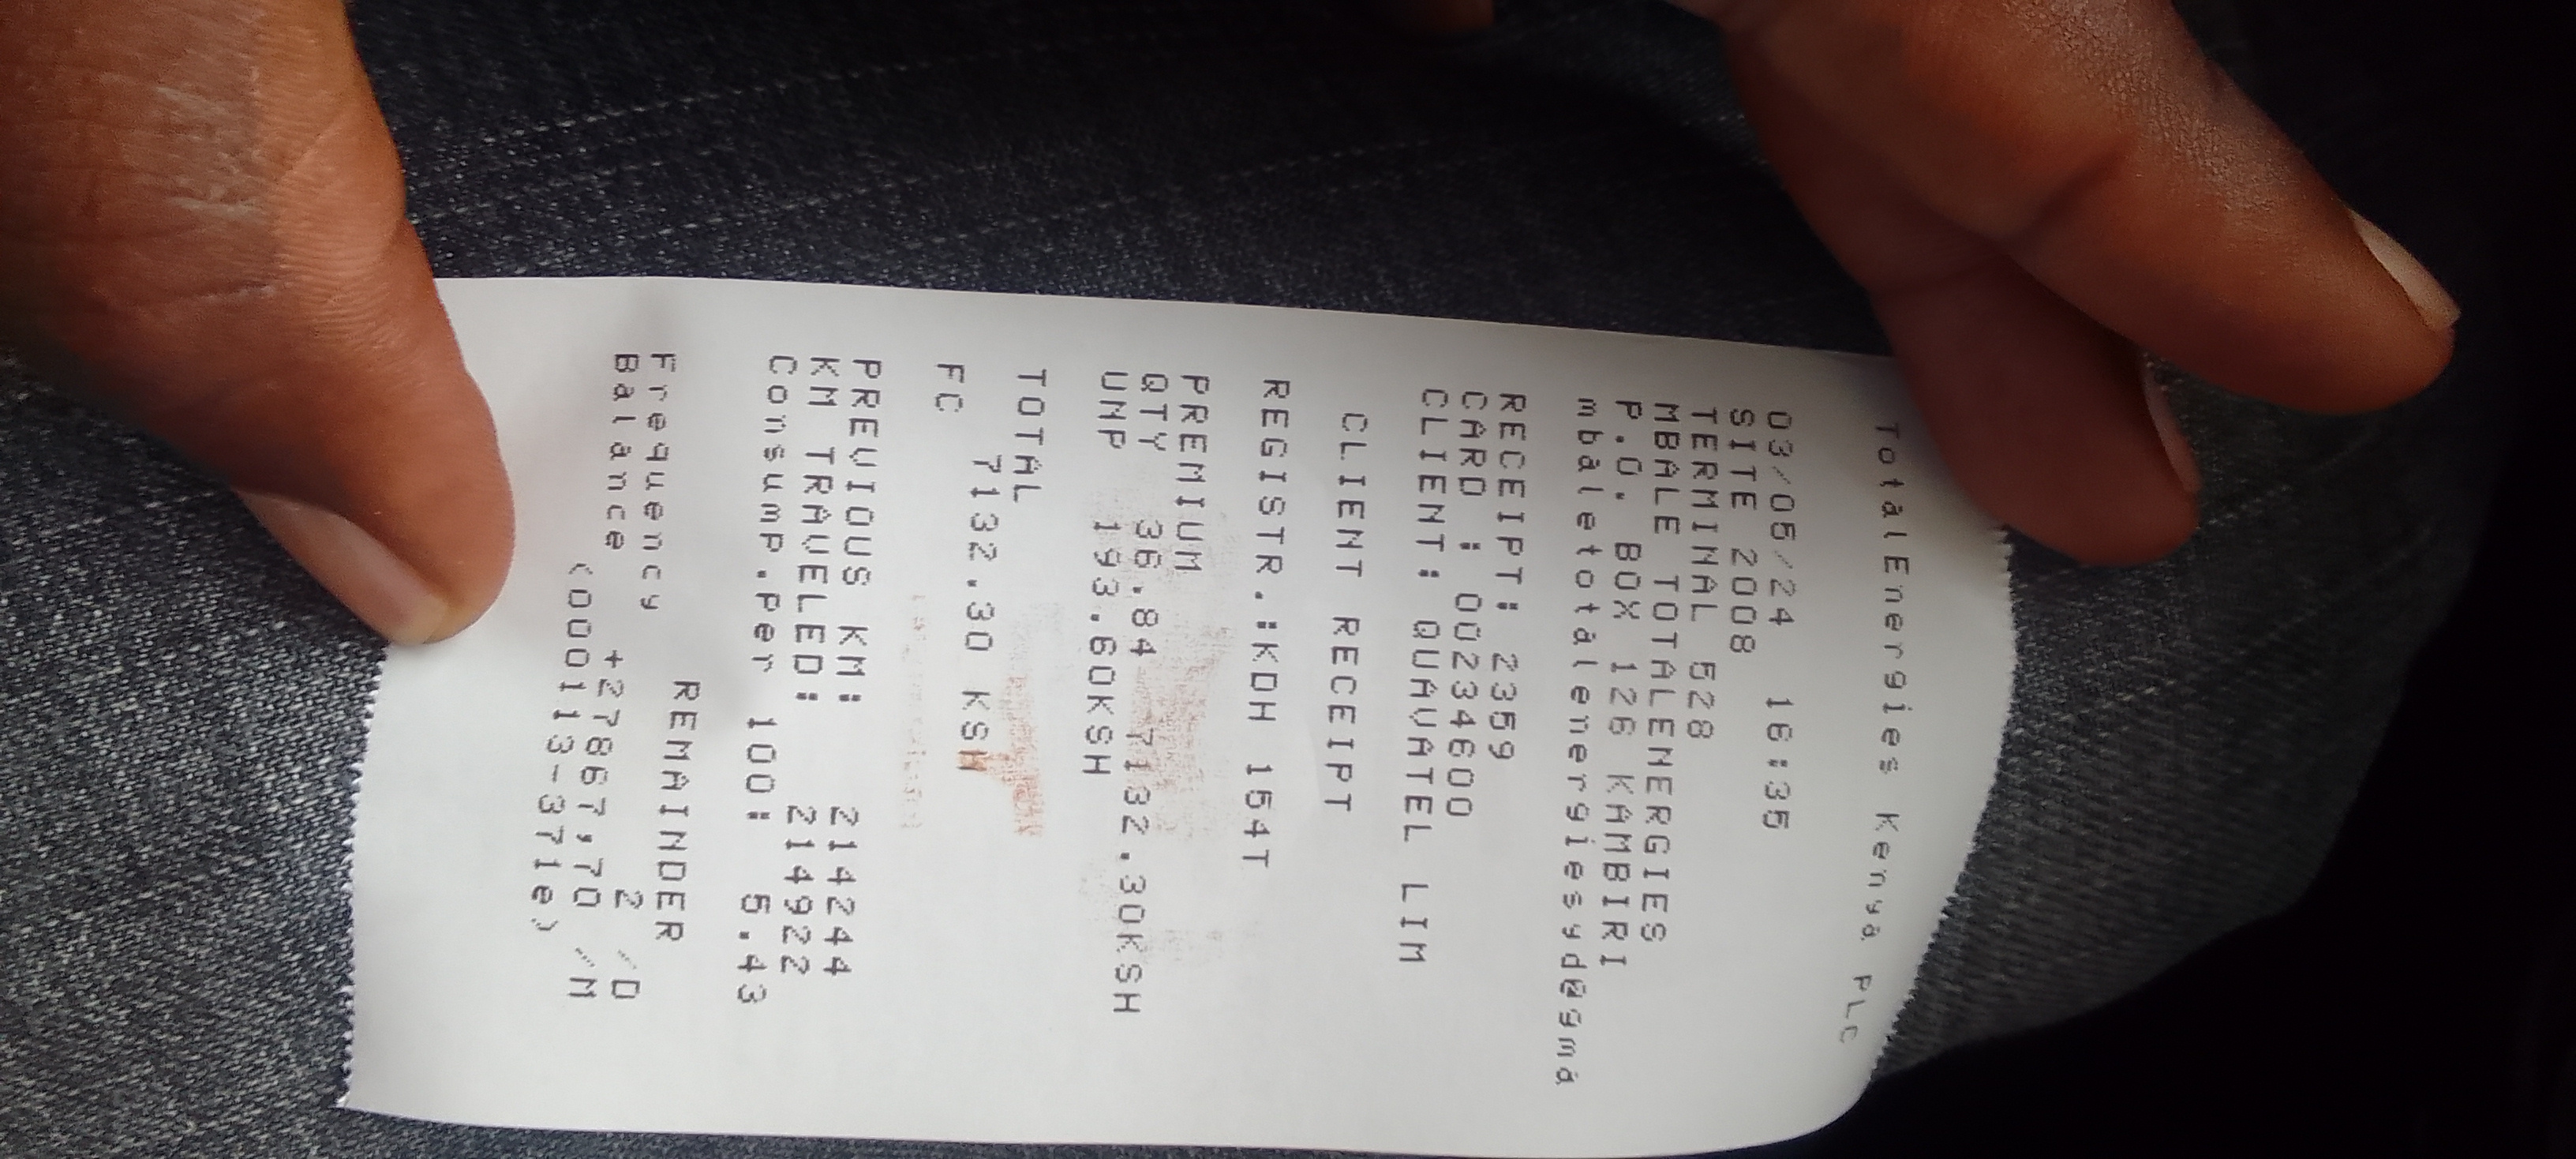 TotalEnergies Kenya PLC
03/05/24 16:35
SITE 2008
TERMINAL 528
MBALE TOTALENERGIES
P.O. BOX 126 KAMBIRI
mbaletotalenergiesyd@gma
RECEIPT: 2359
CARD : 00234600
CLIENT: QUAVATEL LIM
CLIENT RECEIPT
REGISTR.:KDH 154T
PREMIUM
QTY 36.84 7132.30KSH
UNP 193.60KSH
TOTAL
7132.30 KSH
FC
PREVIOUS KM: 214244
KM TRAVELED: 214922
Consump.Per 100: 5.43
REMAINDER
Frequency 2 /D
Balance +27867,70 /M
<000113-371e>